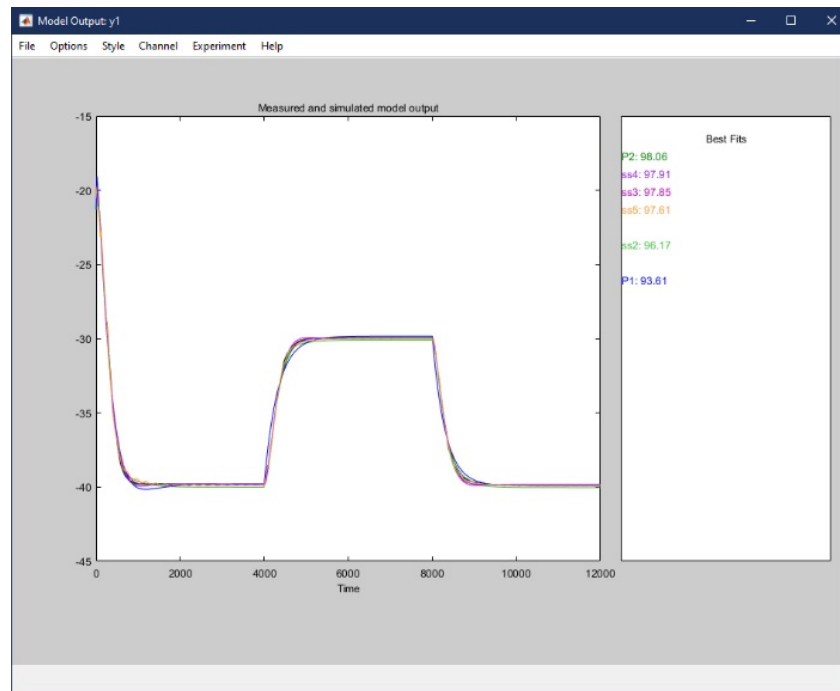 Model Output: y1
File Options Style Channel Experiment Help
Measured and simulated model output
-15
-20
-25
-30
-35
-40
-45
0 2000 4000 6000 8000 10000 12000
Time
Best Fits
P2: 98.06
ss4: 97.91
ss3: 97.85
ss5: 97.61
ss2: 96.17
P1: 93.61